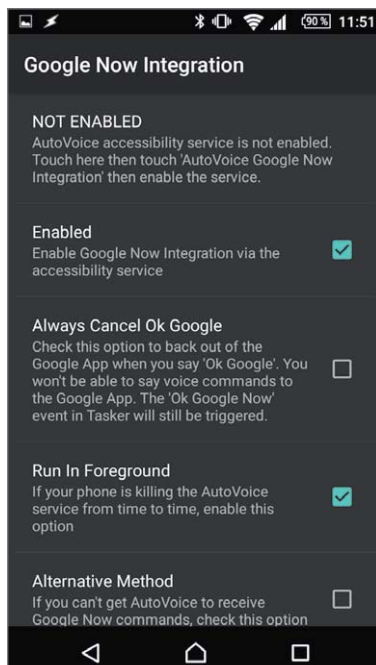 90% 11:51
Google Now Integration
NOT ENABLED
AutoVoice accessibility service is not enabled.
Touch here then touch 'AutoVoice Google Now
Integration' then enable the service.
Enabled
Enable Google Now Integration via the
accessibility service
Always Cancel Ok Google
Check this option to back out of the
Google App when you say 'Ok Google'. You
won't be able to say voice commands to
the Google App. The 'Ok Google Now'
event in Tasker will still be triggered.
Run In Foreground
If your phone is killing the AutoVoice
service from time to time, enable this
option
Alternative Method
If you can't get AutoVoice to receive
Google Now commands, check this option